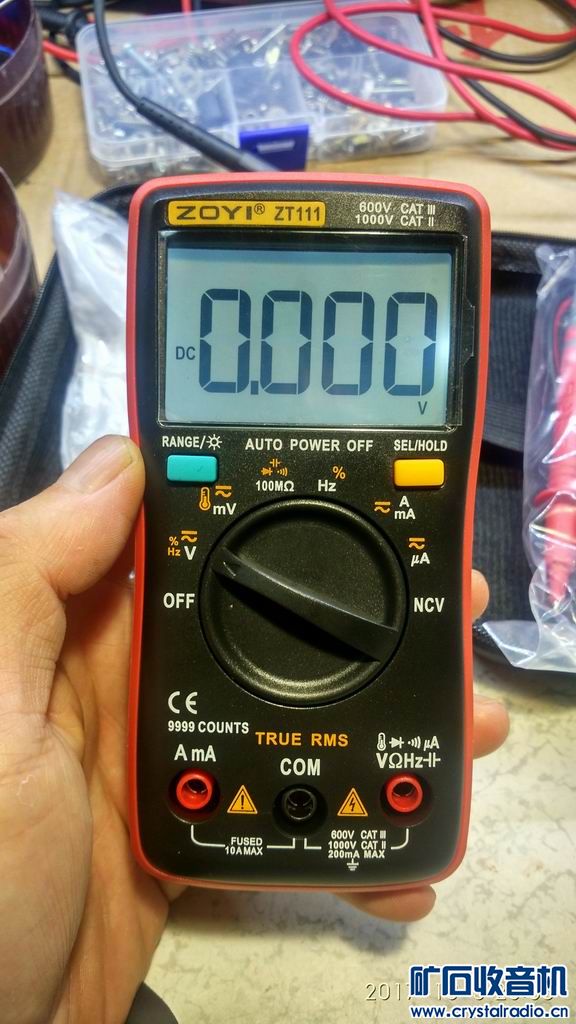 ZOYI® ZT111
600V CAT III
1000V CAT II
DC 0.000 V
RANGE/
AUTO POWER OFF
SEL/HOLD
100MΩ
Hz %
mV
A
mA
% Hz V
μA
OFF
NCV
CE
9999 COUNTS
TRUE RMS
A mA
COM
μA
VΩHz
FUSED
10A MAX
600V CAT III
1000V CAT II
200mA MAX
矿石收音机
www.crystalradio.cn